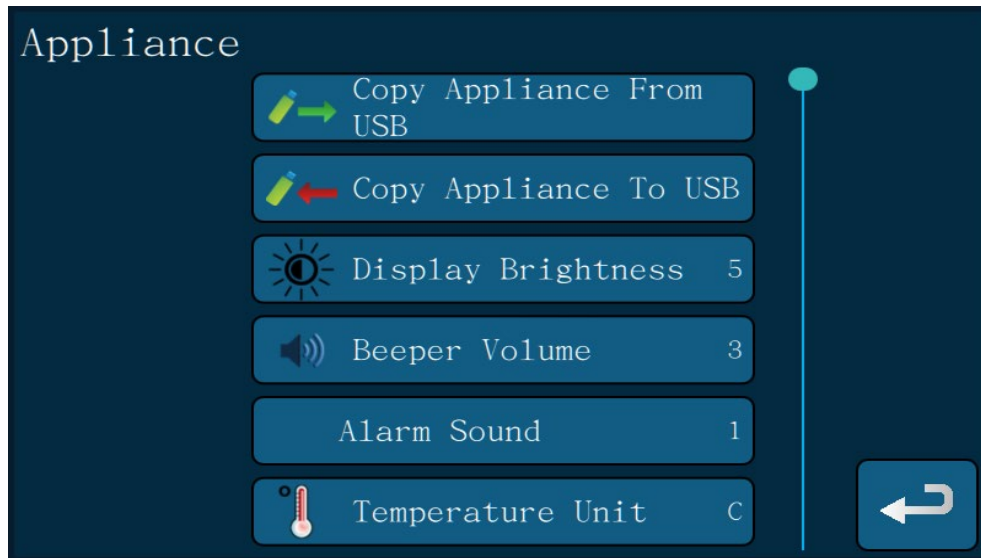 Appliance
Copy Appliance From
USB
Copy Appliance To USB
Display Brightness 5
Beeper Volume 3
Alarm Sound 1
Temperature Unit C